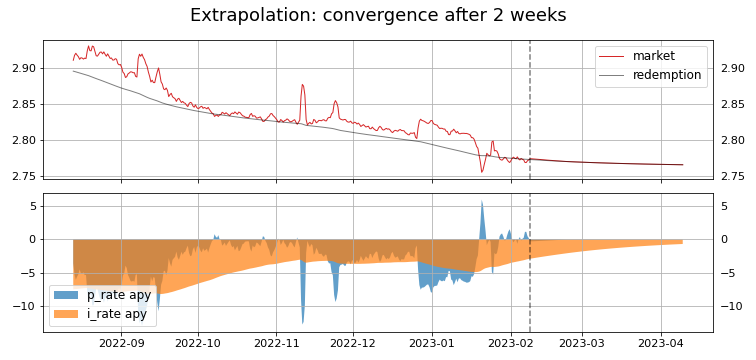 Extrapolation: convergence after 2 weeks
2.90 2.90
market
redemption
2.85 2.85
2.80 2.80
2.75 2.75
5 5
0 0
−5 −5
p_rate apy
−10 −10
i_rate apy
2022-09 2022-10 2022-11 2022-12 2023-01 2023-02 2023-03 2023-04